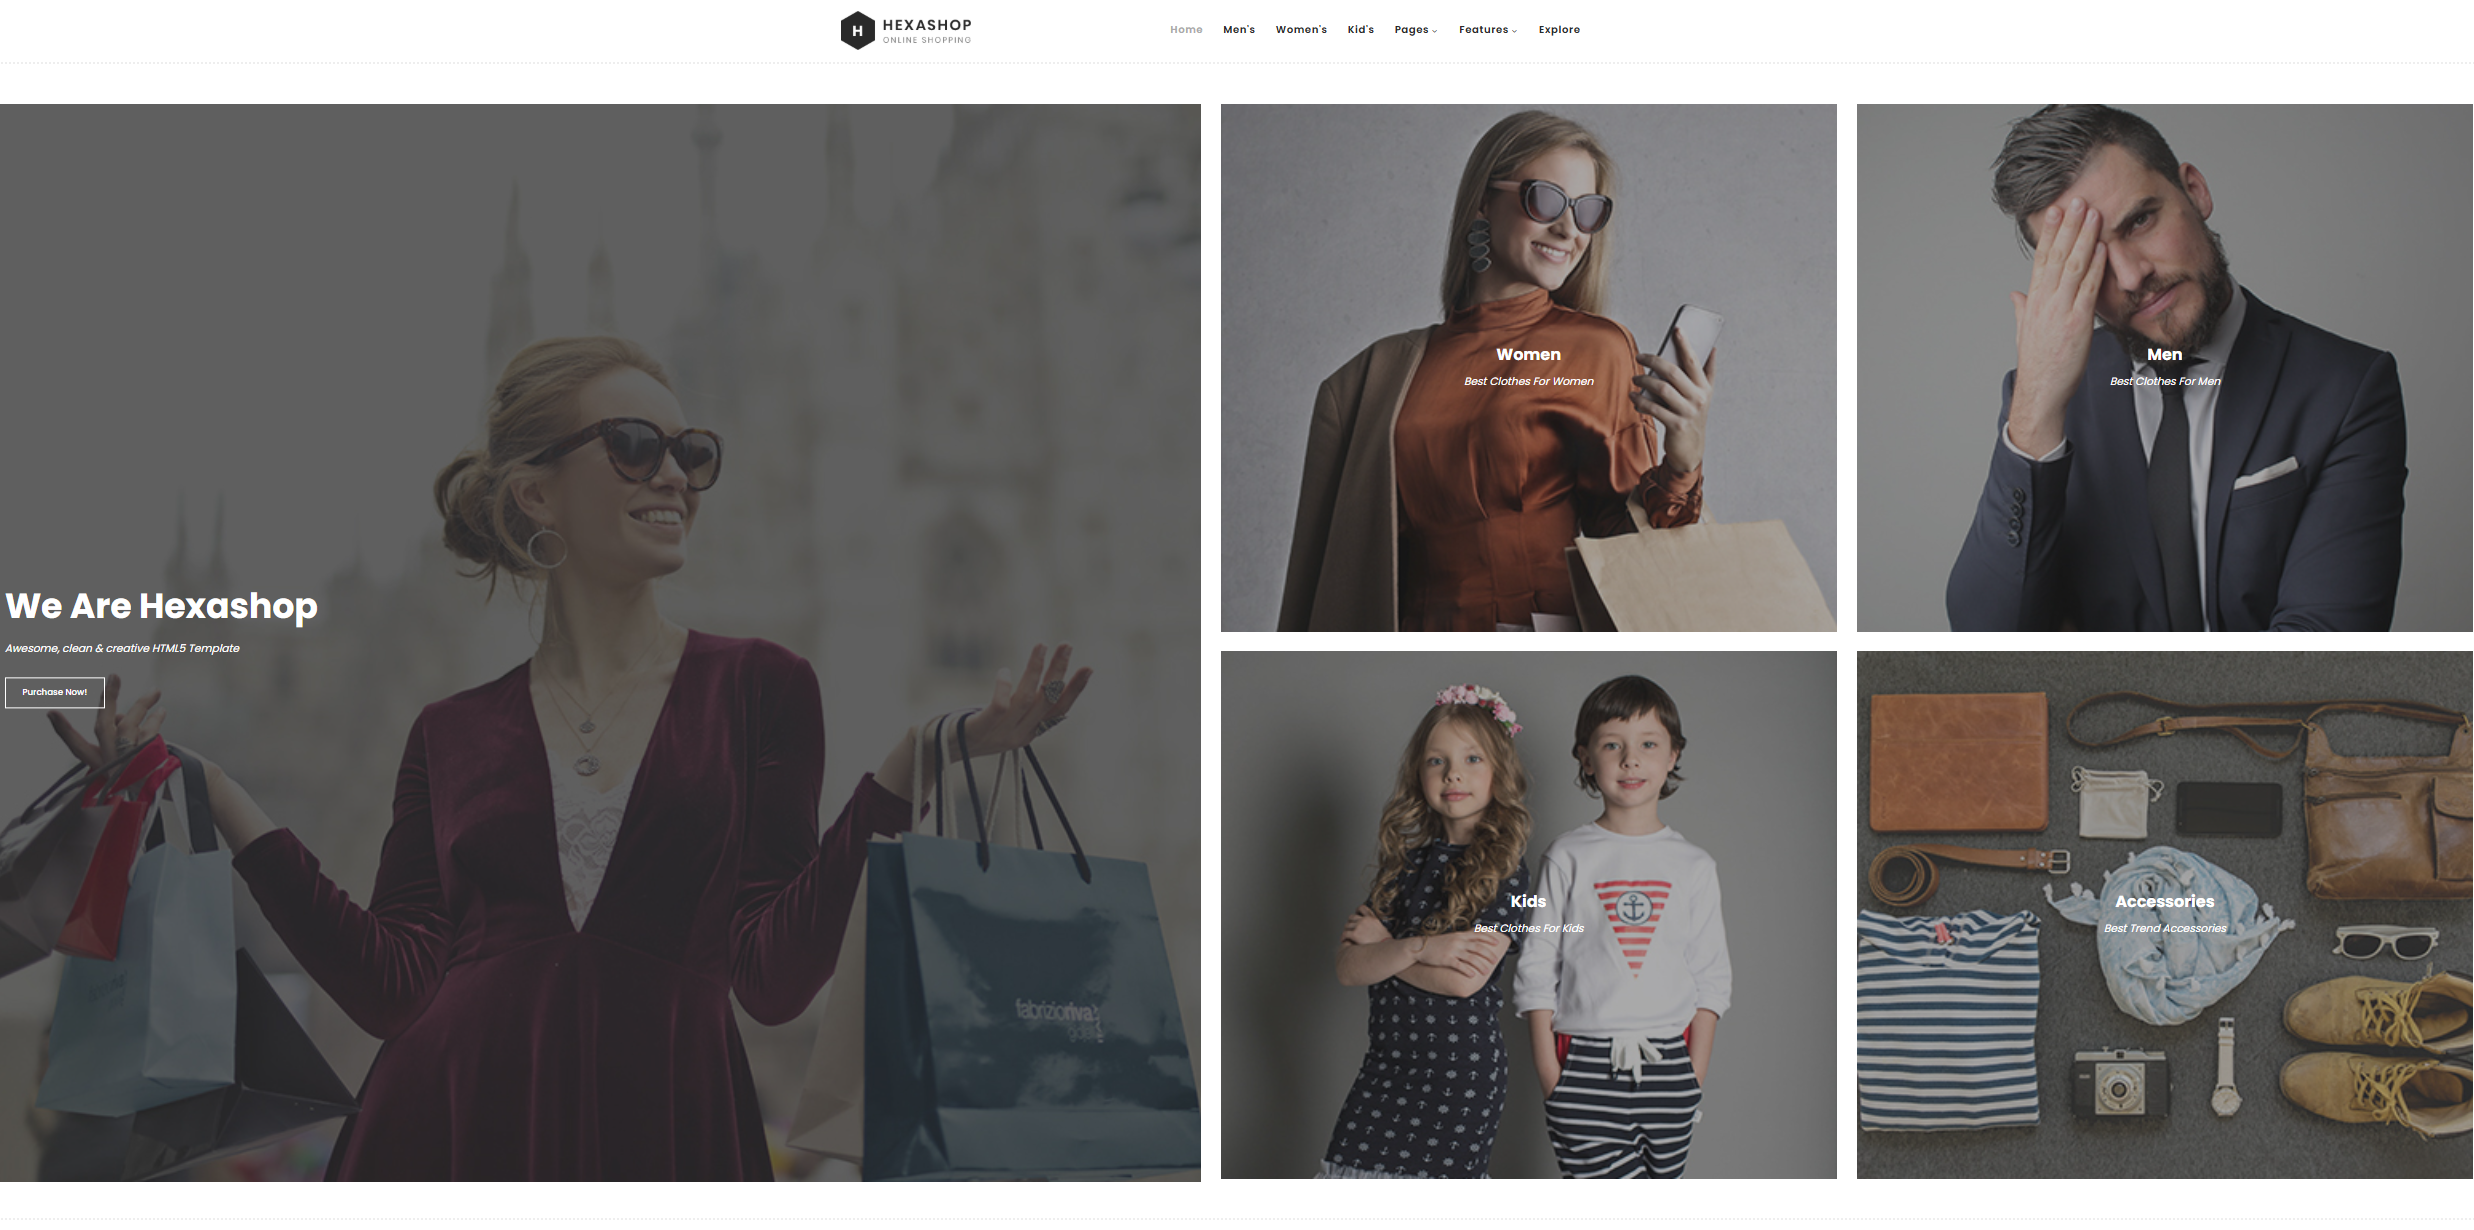 H
HEXASHOP
ONLINE SHOPPING
Home Men's Women's Kid's Pages Features Explore
We Are Hexashop
Awesome, clean & creative HTML5 Template
Purchase Now!
Women
Best Clothes For Women
Men
Best Clothes For Men
Kids
Best Clothes For Kids
Accessories
Best Trend Accessories
fabrizioriva